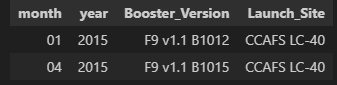 month year Booster_Version Launch_Site
01 2015 F9 v1.1 B1012 CCAFS LC-40
04 2015 F9 v1.1 B1015 CCAFS LC-40